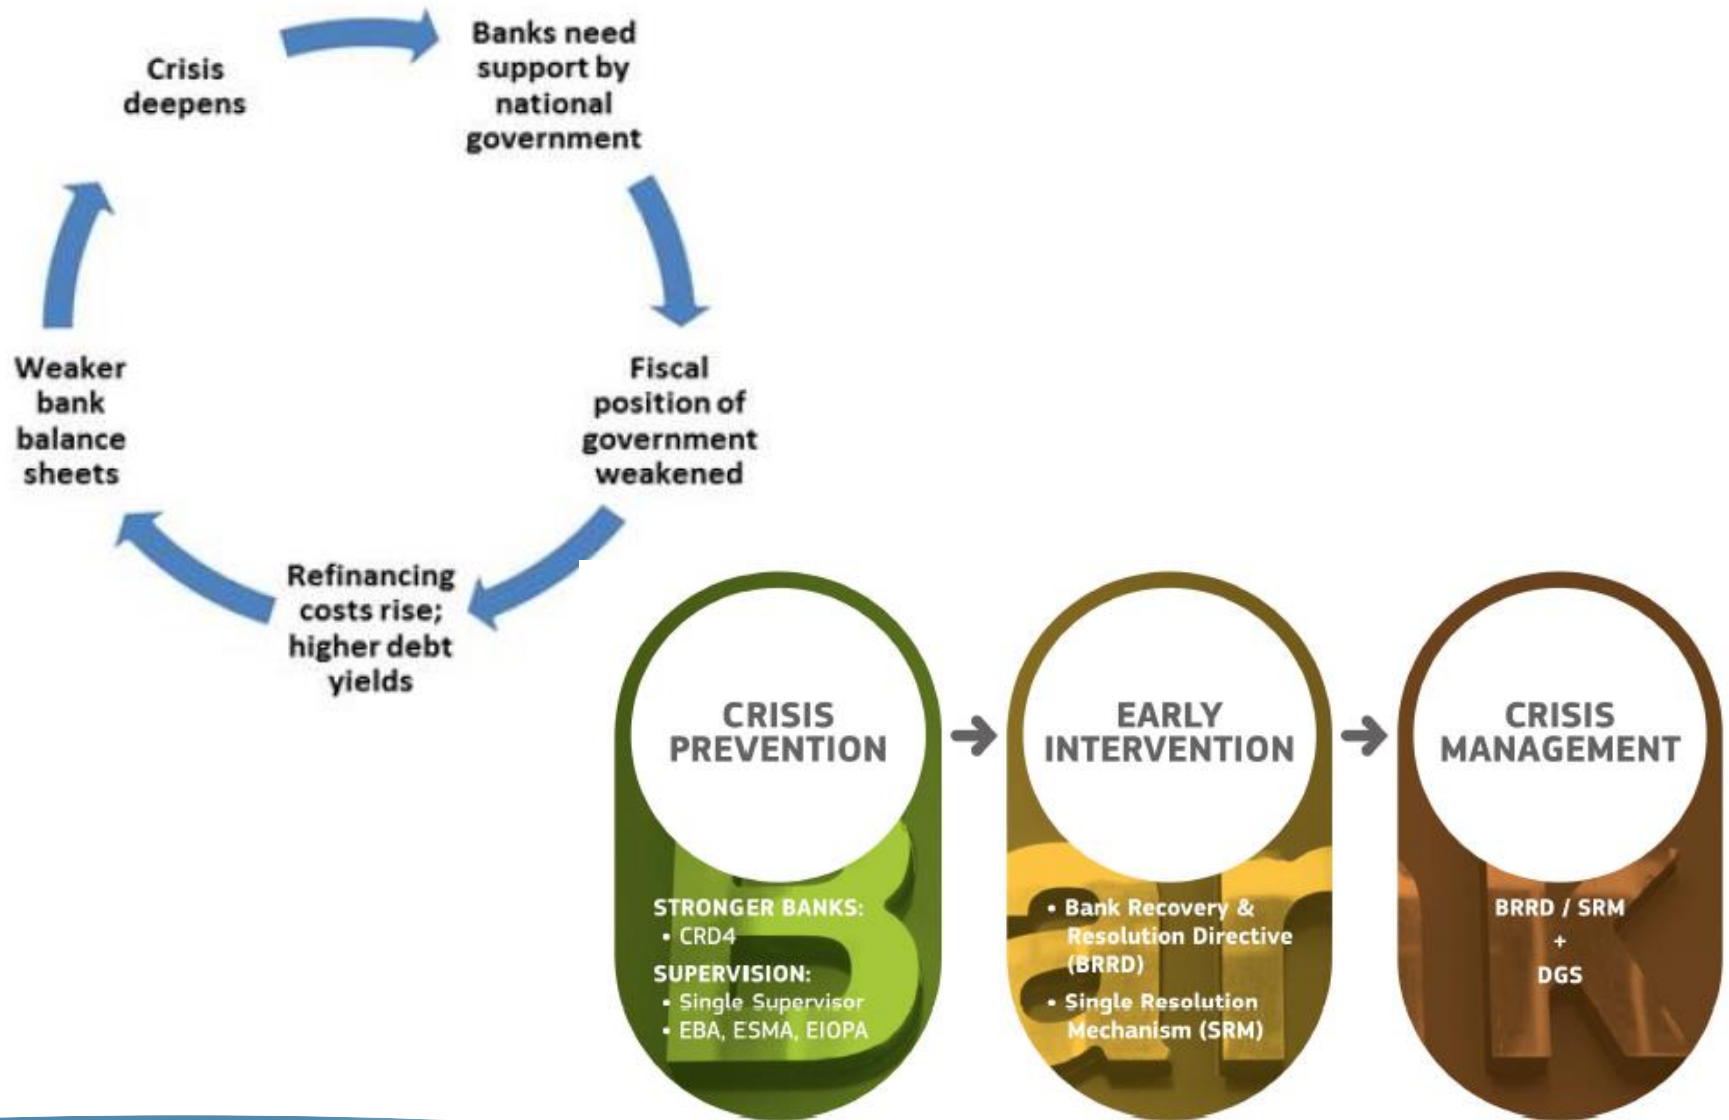 Crisis
deepens
Banks need
support by
national
government
Fiscal
position of
government
weakened
Refinancing
costs rise;
higher debt
yields
Weaker
bank
balance
sheets
CRISIS
PREVENTION
STRONGER BANKS:
• CRD4
SUPERVISION:
• Single Supervisor
• EBA, ESMA, EIOPA
EARLY
INTERVENTION
• Bank Recovery &
Resolution Directive
(BRRD)
• Single Resolution
Mechanism (SRM)
CRISIS
MANAGEMENT
BRRD / SRM
+
DGS